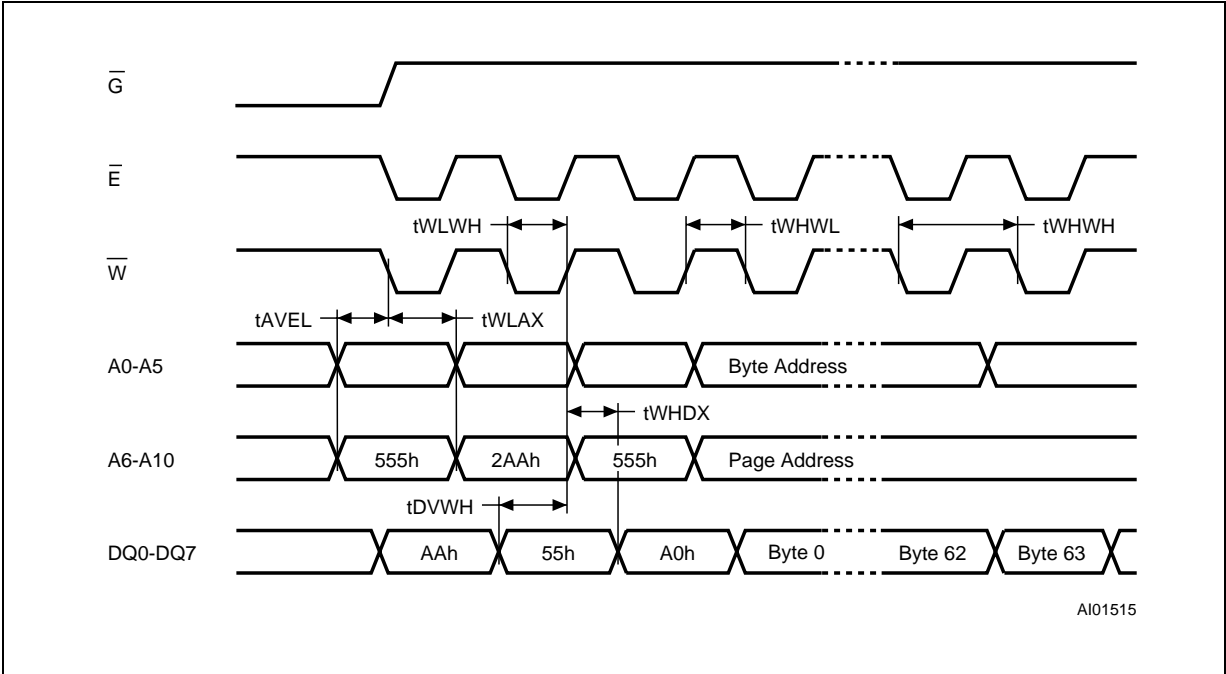 G̅
E̅
tWLWH
tWHWL
tWHWH
W̅
tAVEL
tWLAX
A0-A5
Byte Address
tWHDX
A6-A10
555h
2AAh
555h
Page Address
tDVWH
DQ0-DQ7
AAh
55h
A0h
Byte 0
Byte 62
Byte 63
AI01515